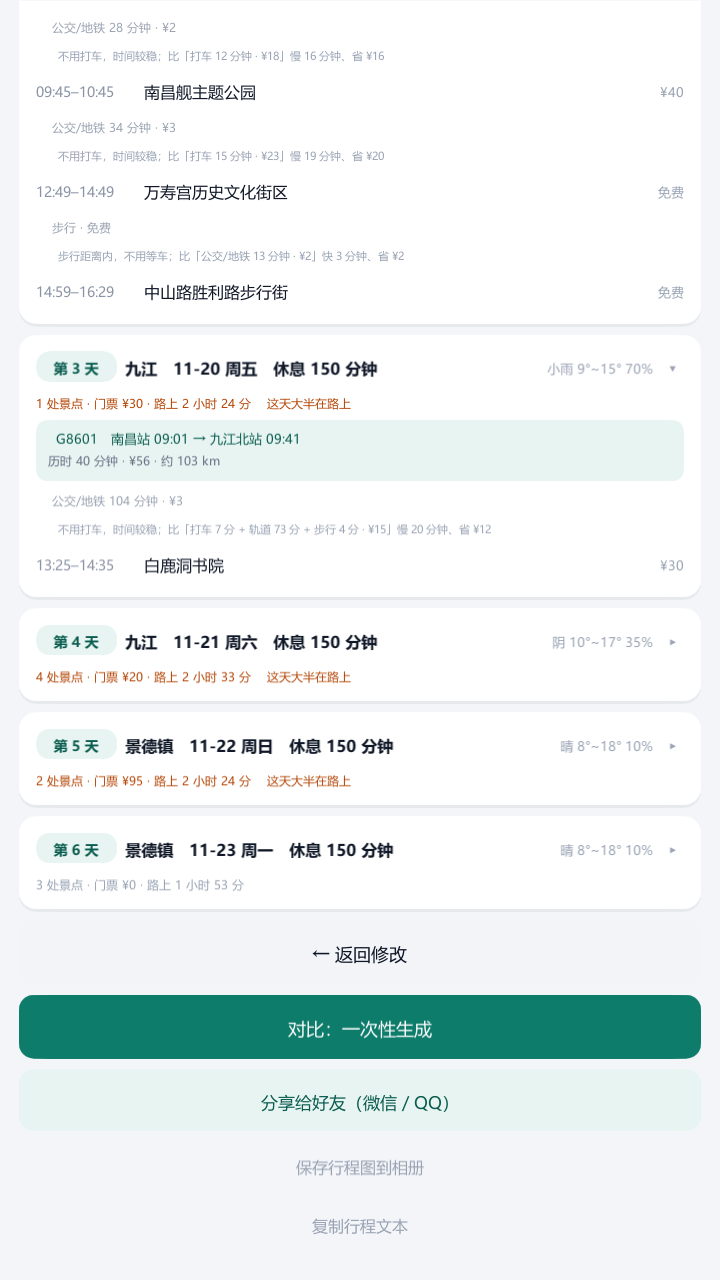 公交/地铁 28 分钟 · ¥2
不用打车，时间较稳；比「打车 12 分钟 · ¥18」慢 16 分钟、省 ¥16
09:45–10:45 南昌舰主题公园 ¥40
公交/地铁 34 分钟 · ¥3
不用打车，时间较稳；比「打车 15 分钟 · ¥23」慢 19 分钟、省 ¥20
12:49–14:49 万寿宫历史文化街区 免费
步行 · 免费
步行距离内，不用等车；比「公交/地铁 13 分钟 · ¥2」快 3 分钟、省 ¥2
14:59–16:29 中山路胜利路步行街 免费
第 3 天 九江 11-20 周五 休息 150 分钟 小雨 9°~15° 70% ▾
1 处景点 · 门票 ¥30 · 路上 2 小时 24 分 这天大半在路上
G8601 南昌站 09:01 → 九江北站 09:41
历时 40 分钟 · ¥56 · 约 103 km
公交/地铁 104 分钟 · ¥3
不用打车，时间较稳；比「打车 7 分 + 轨道 73 分 + 步行 4 分 · ¥15」慢 20 分钟、省 ¥12
13:25–14:35 白鹿洞书院 ¥30
第 4 天 九江 11-21 周六 休息 150 分钟 阴 10°~17° 35% ▸
4 处景点 · 门票 ¥20 · 路上 2 小时 33 分 这天大半在路上
第 5 天 景德镇 11-22 周日 休息 150 分钟 晴 8°~18° 10% ▸
2 处景点 · 门票 ¥95 · 路上 2 小时 24 分 这天大半在路上
第 6 天 景德镇 11-23 周一 休息 150 分钟 晴 8°~18° 10% ▸
3 处景点 · 门票 ¥0 · 路上 1 小时 53 分
← 返回修改
对比：一次性生成
分享给好友（微信 / QQ）
保存行程图到相册
复制行程文本